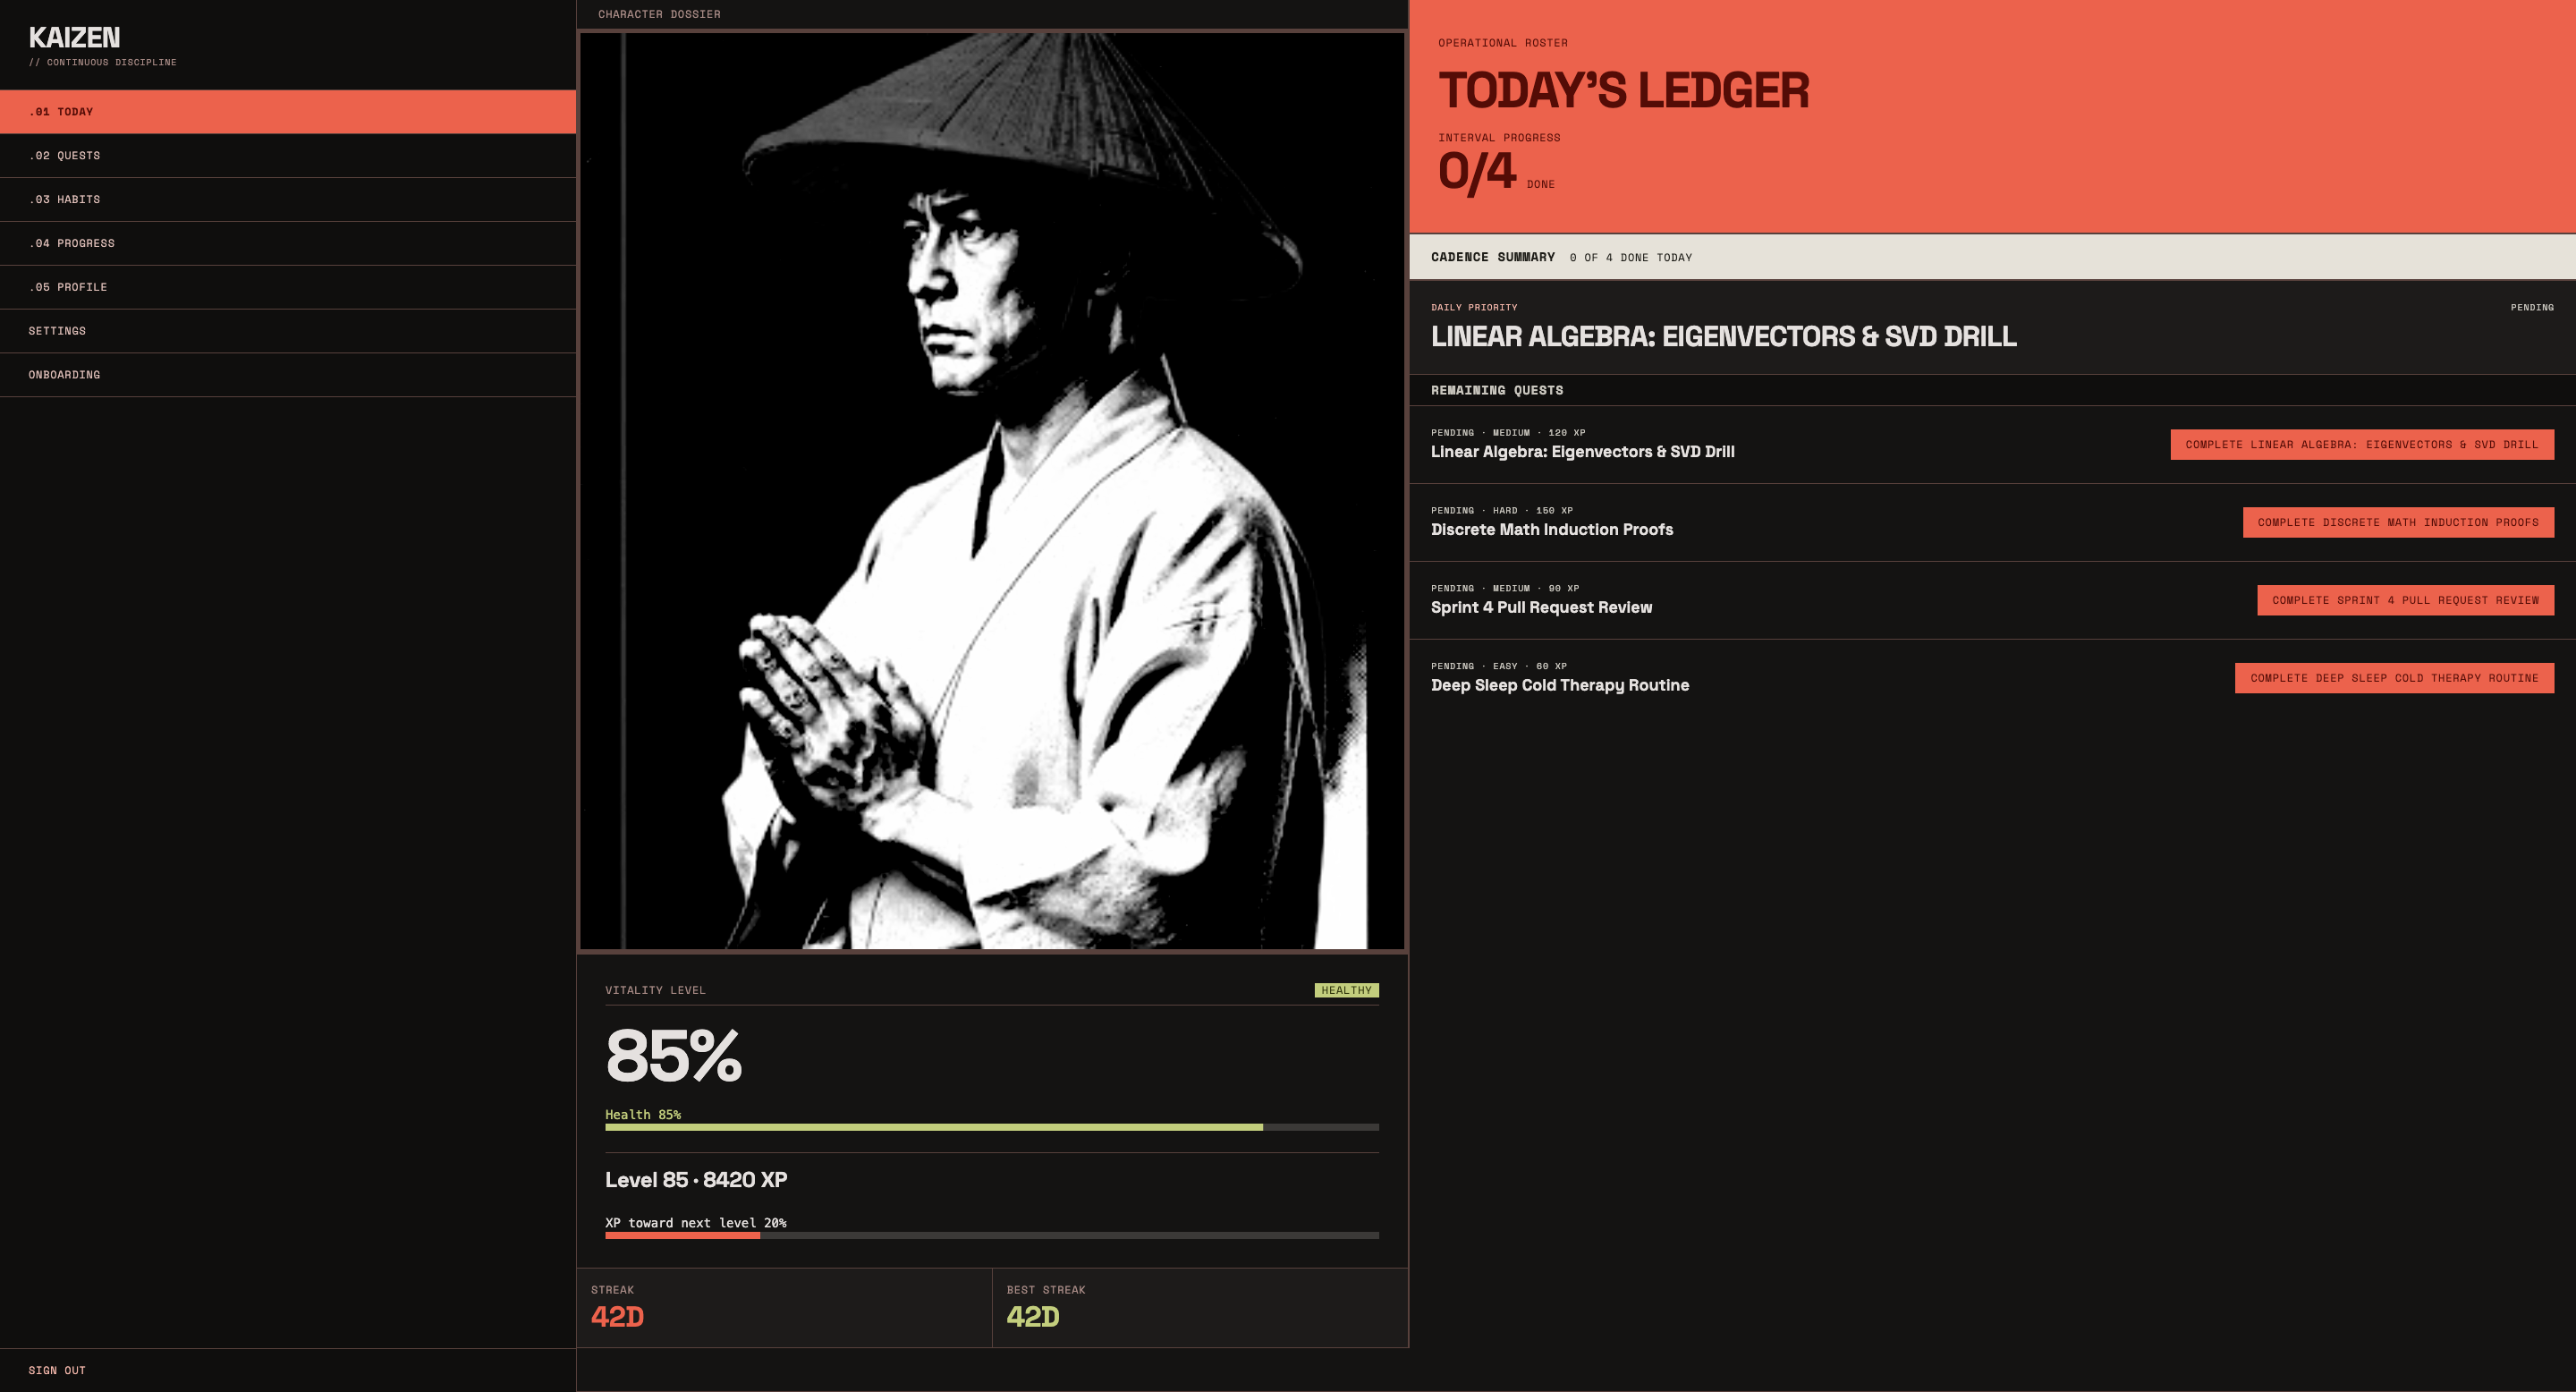 KAIZEN
// CONTINUOUS DISCIPLINE
.01 TODAY
.02 QUESTS
.03 HABITS
.04 PROGRESS
.05 PROFILE
SETTINGS
ONBOARDING
SIGN OUT
CHARACTER DOSSIER
VITALITY LEVEL
HEALTHY
85%
Health 85%
Level 85 · 8420 XP
XP toward next level 20%
STREAK
42D
BEST STREAK
42D
OPERATIONAL ROSTER
TODAY’S LEDGER
INTERVAL PROGRESS
0/4 DONE
CADENCE SUMMARY 0 OF 4 DONE TODAY
DAILY PRIORITY
PENDING
LINEAR ALGEBRA: EIGENVECTORS & SVD DRILL
REMAINING QUESTS
PENDING · MEDIUM · 120 XP
Linear Algebra: Eigenvectors & SVD Drill
COMPLETE LINEAR ALGEBRA: EIGENVECTORS & SVD DRILL
PENDING · HARD · 150 XP
Discrete Math Induction Proofs
COMPLETE DISCRETE MATH INDUCTION PROOFS
PENDING · MEDIUM · 90 XP
Sprint 4 Pull Request Review
COMPLETE SPRINT 4 PULL REQUEST REVIEW
PENDING · EASY · 60 XP
Deep Sleep Cold Therapy Routine
COMPLETE DEEP SLEEP COLD THERAPY ROUTINE